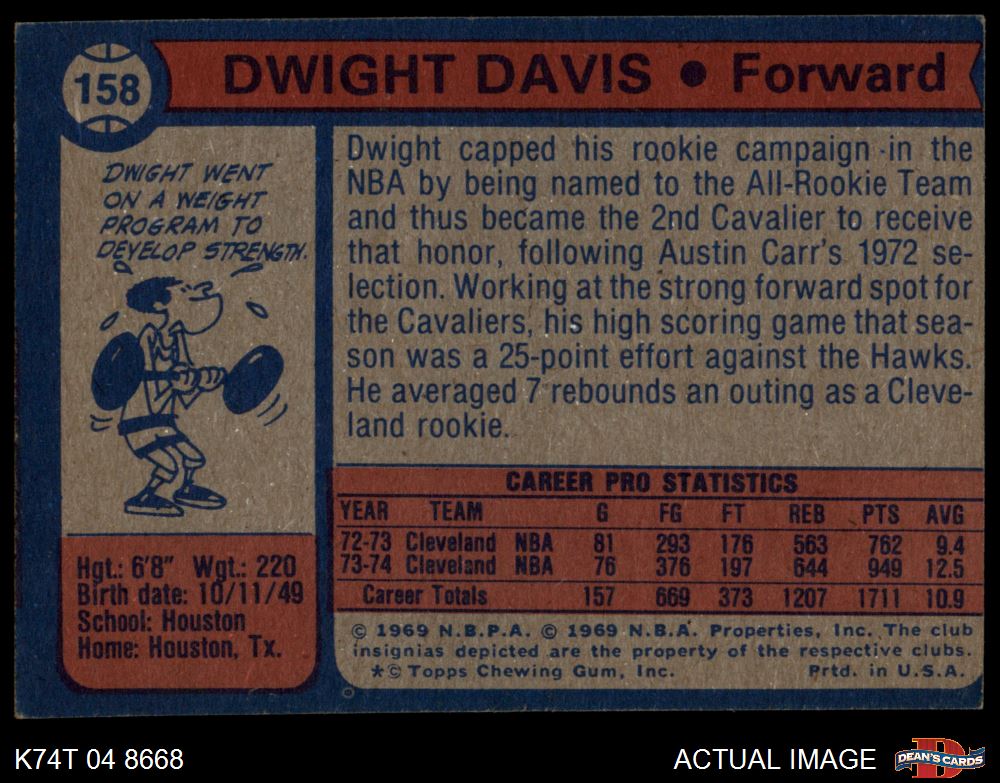 158
DWIGHT DAVIS • Forward
DWIGHT WENT
ON A WEIGHT
PROGRAM TO
DEVELOP STRENGTH.
Dwight capped his rookie campaign in the
NBA by being named to the All-Rookie Team
and thus became the 2nd Cavalier to receive
that honor, following Austin Carr's 1972 se-
lection. Working at the strong forward spot for
the Cavaliers, his high scoring game that sea-
son was a 25-point effort against the Hawks.
He averaged 7 rebounds an outing as a Cleve-
land rookie.
Hgt.: 6'8" Wgt.: 220
Birth date: 10/11/49
School: Houston
Home: Houston, Tx.
CAREER PRO STATISTICS
YEAR TEAM G FG FT REB PTS AVG
72-73 Cleveland NBA 81 293 176 563 762 9.4
73-74 Cleveland NBA 76 376 197 644 949 12.5
Career Totals 157 669 373 1207 1711 10.9
© 1969 N.B.P.A. © 1969 N.B.A. Properties, Inc. The club
insignias depicted are the property of the respective clubs.
*© Topps Chewing Gum, Inc. Prtd. in U.S.A.
K74T 04 8668
ACTUAL IMAGE
D
DEAN'S CARDS